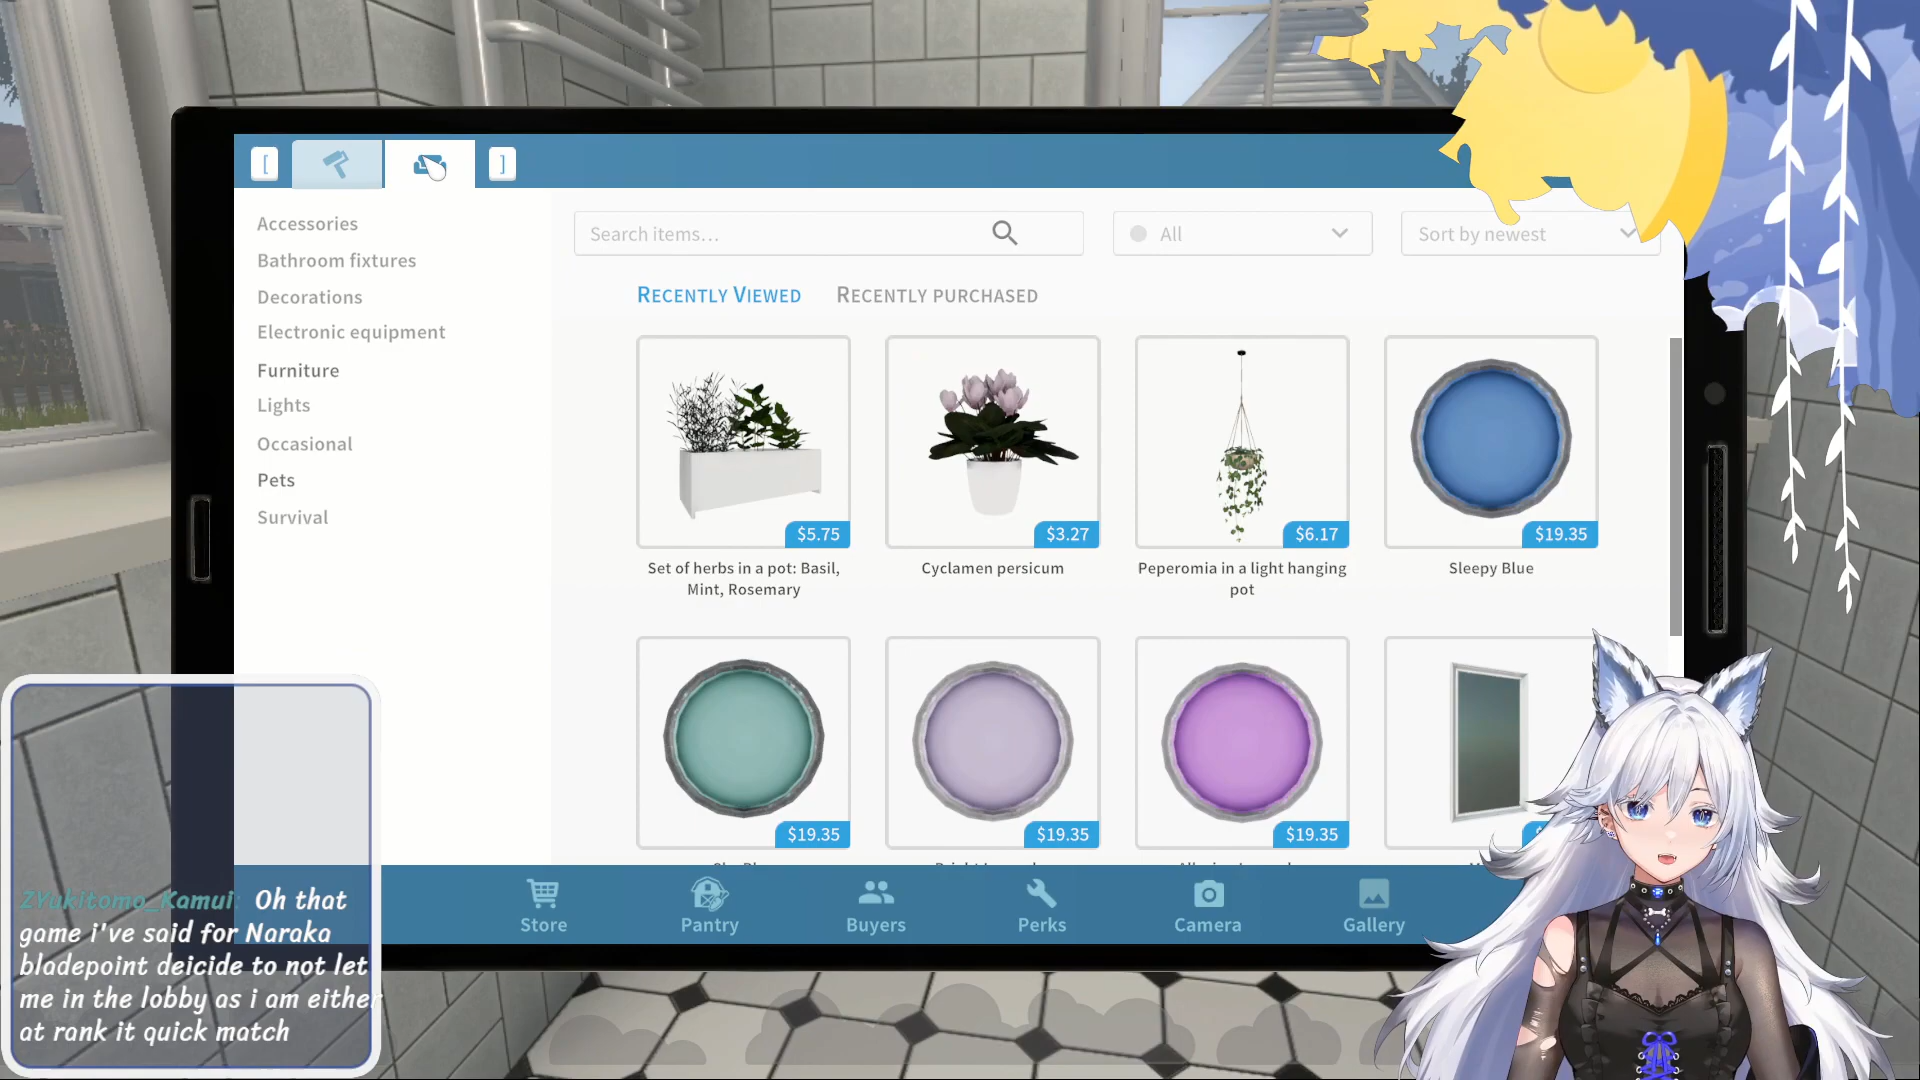 [
]
Accessories
Bathroom fixtures
Decorations
Electronic equipment
Furniture
Lights
Occasional
Pets
Survival
Search items...
All
Sort by newest
RECENTLY VIEWED
RECENTLY PURCHASED
$5.75
$3.27
$6.17
$19.35
Set of herbs in a pot: Basil,
Mint, Rosemary
Cyclamen persicum
Peperomia in a light hanging
pot
Sleepy Blue
$19.35
$19.35
$19.35
Store
Pantry
Buyers
Perks
Camera
Gallery
ZYukitomo_Kamui: Oh that
game i've said for Naraka
bladepoint deicide to not let
me in the lobby as i am either
at rank it quick match